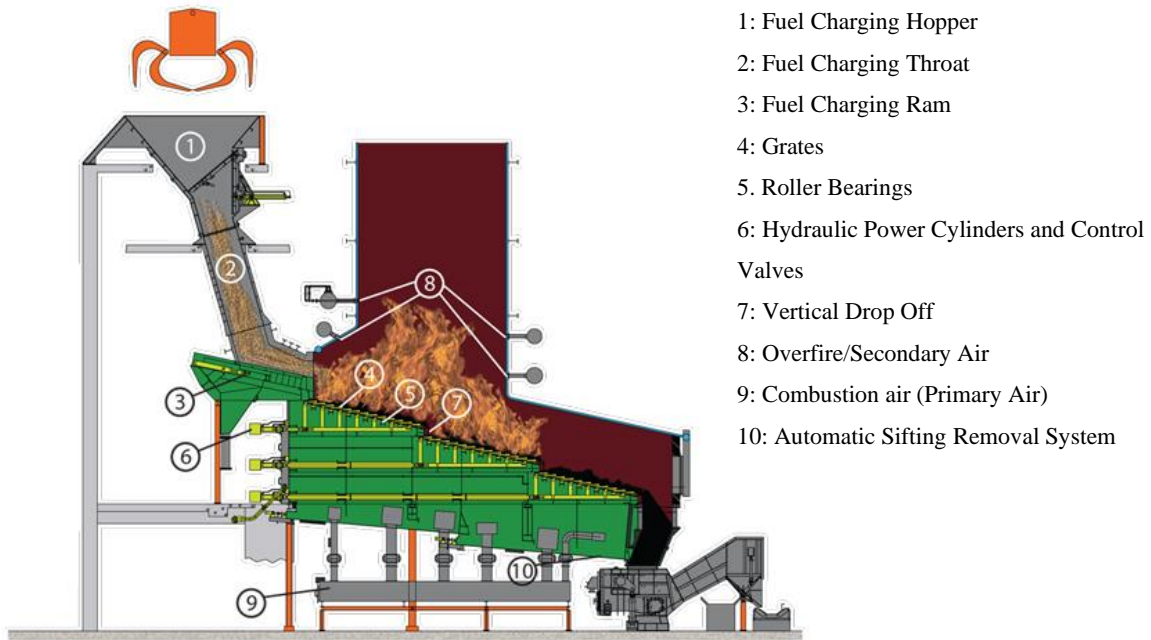 1: Fuel Charging Hopper
2: Fuel Charging Throat
3: Fuel Charging Ram
4: Grates
5. Roller Bearings
6: Hydraulic Power Cylinders and Control
Valves
7: Vertical Drop Off
8: Overfire/Secondary Air
9: Combustion air (Primary Air)
10: Automatic Sifting Removal System
1
2
8
4
3
5
7
6
10
9